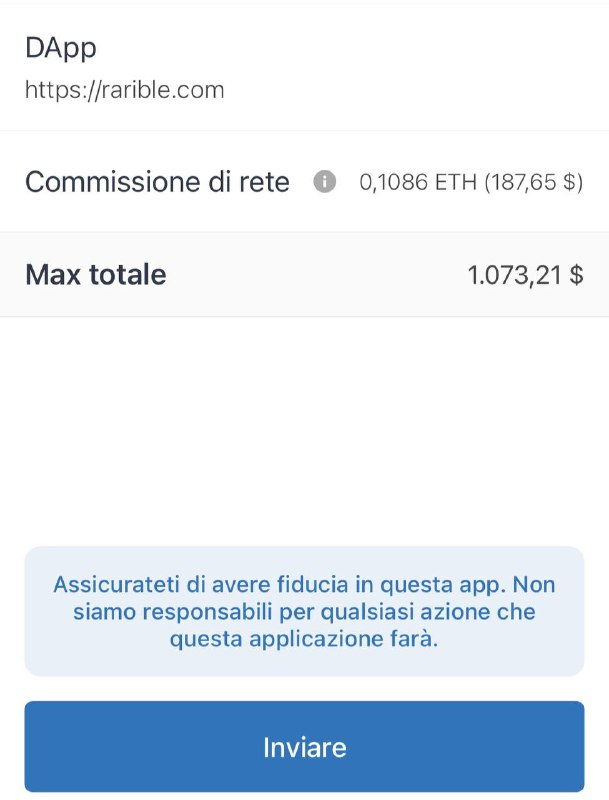 DApp
https://rarible.com
Commissione di rete 0,1086 ETH (187,65 $)
Max totale 1.073,21 $
Assicurateti di avere fiducia in questa app. Non
siamo responsabili per qualsiasi azione che
questa applicazione farà.
Inviare